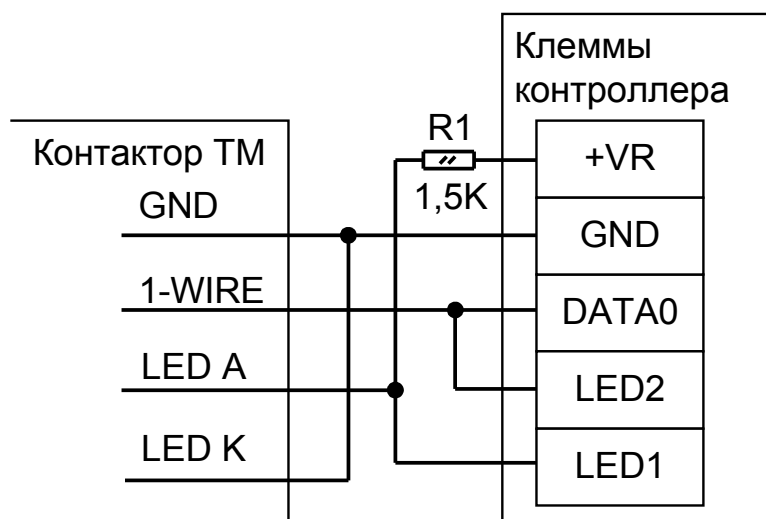 Клеммы
контроллера
Контактор ТМ
R1
1,5K
+VR
GND
GND
1-WIRE
DATA0
LED A
LED2
LED K
LED1